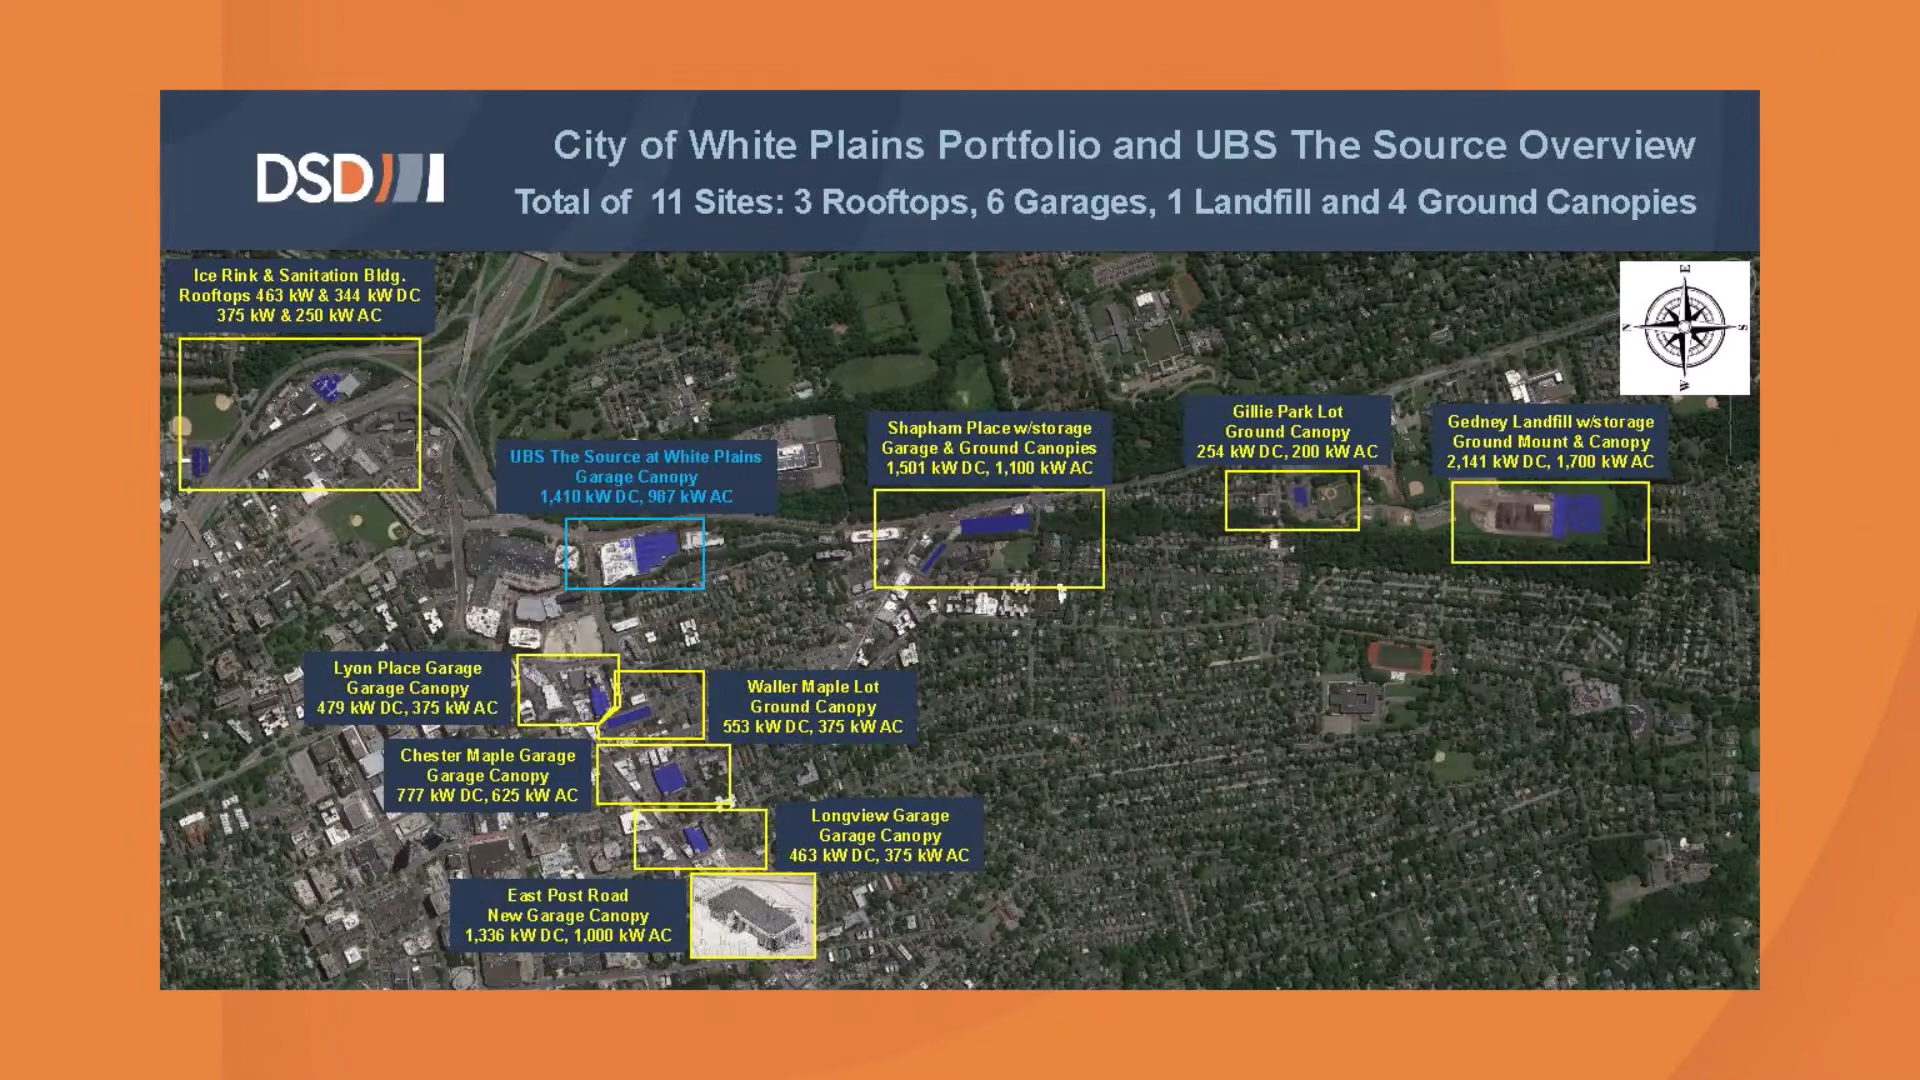 DSD
City of White Plains Portfolio and UBS The Source Overview
Total of 11 Sites: 3 Rooftops, 6 Garages, 1 Landfill and 4 Ground Canopies
Ice Rink & Sanitation Bldg.
Rooftops 463 kW & 344 kW DC
375 kW & 250 kW AC
E
N
S
W
UBS The Source at White Plains
Garage Canopy
1,410 kW DC, 987 kW AC
Shapham Place w/storage
Garage & Ground Canopies
1,501 kW DC, 1,100 kW AC
Gillie Park Lot
Ground Canopy
254 kW DC, 200 kW AC
Gedney Landfill w/storage
Ground Mount & Canopy
2,141 kW DC, 1,700 kW AC
Lyon Place Garage
Garage Canopy
479 kW DC, 375 kW AC
Waller Maple Lot
Ground Canopy
553 kW DC, 375 kW AC
Chester Maple Garage
Garage Canopy
777 kW DC, 625 kW AC
Longview Garage
Garage Canopy
463 kW DC, 375 kW AC
East Post Road
New Garage Canopy
1,336 kW DC, 1,000 kW AC